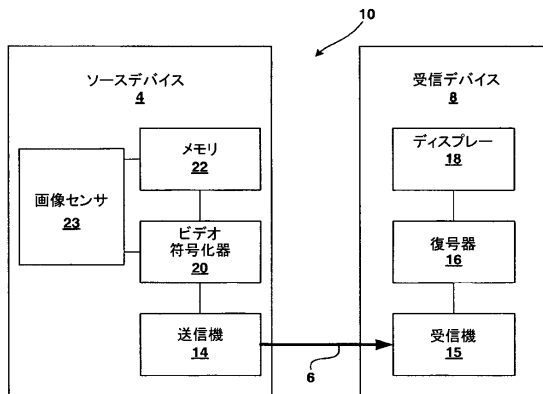 10
ソースデバイス
4
メモリ
22
画像センサ
23
ビデオ
符号化器
20
送信機
14
6
受信デバイス
8
ディスプレー
18
復号器
16
受信機
15